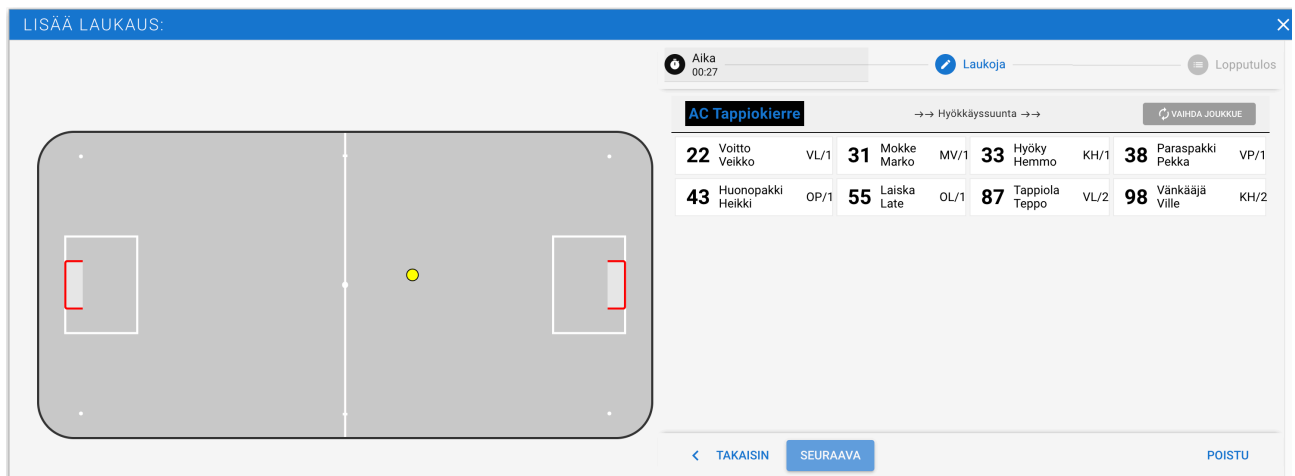 LISÄÄ LAUKAUS:
Aika
00:27
Laukoja
Lopputulos
AC Tappiokierre
→→ Hyökkäyssuunta →→
VAIHDA JOUKKUE
22 Voitto Veikko VL/1
31 Mokke Marko MV/1
33 Hyöky Hemmo KH/1
38 Paraspakki Pekka VP/1
43 Huonopakki Heikki OP/1
55 Laiska Late OL/1
87 Tappiola Teppo VL/2
98 Vänkääjä Ville KH/2
TAKAISIN
SEURAAVA
POISTU